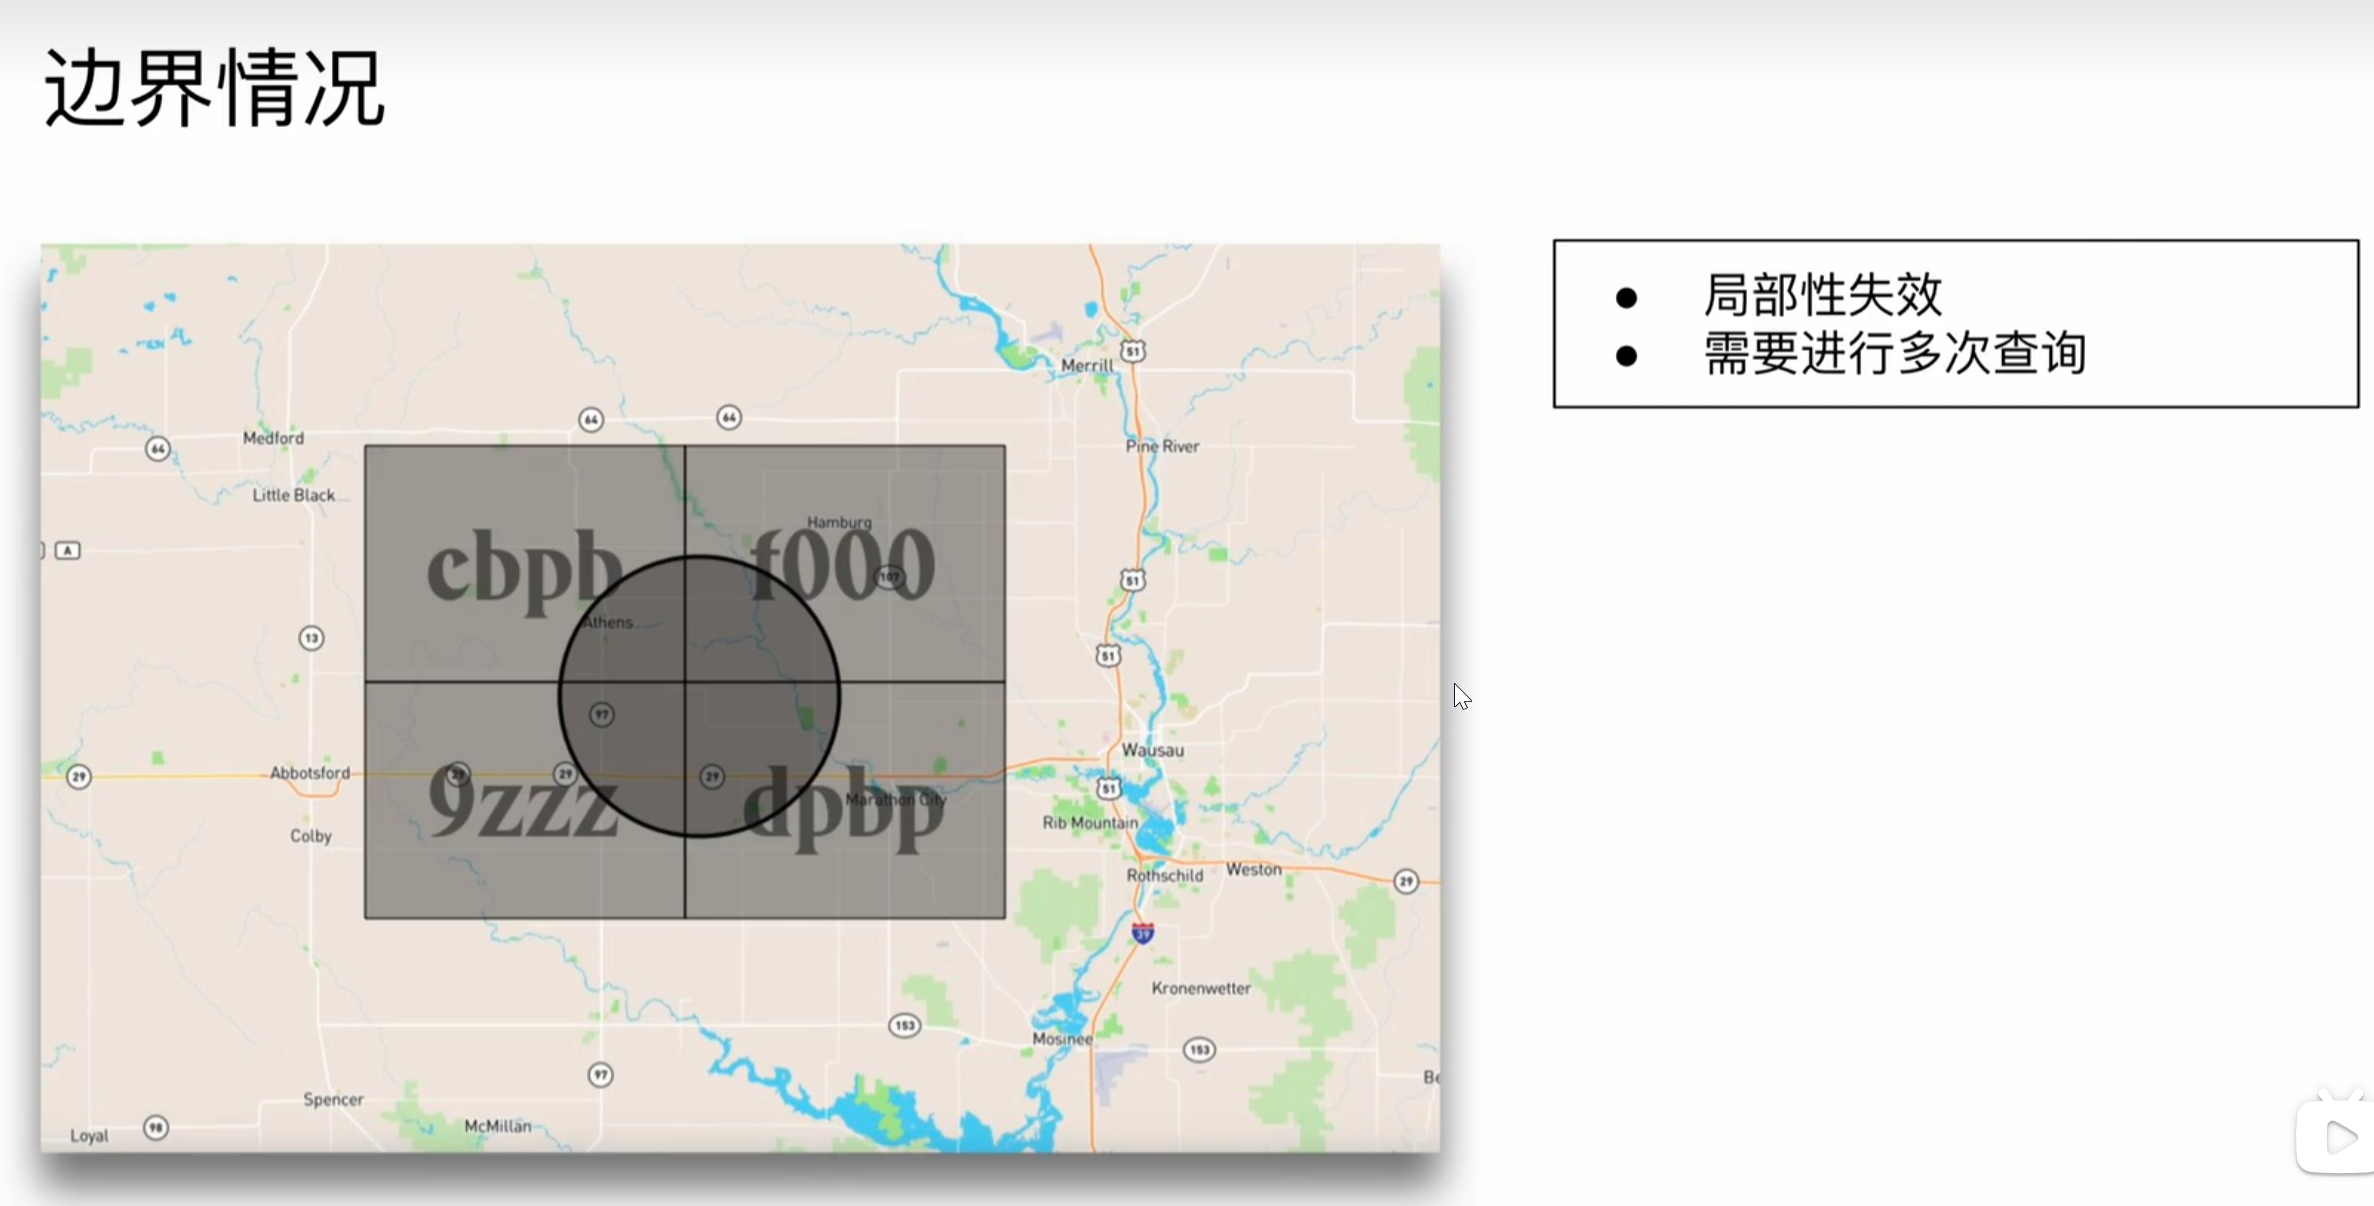 边界情况
● 局部性失效
● 需要进行多次查询
51
Merrill
64
64
Medford
64
Pine River
Little Black
Hamburg
A
cbpb
f000
107
51
Athens
13
51
97
Wausau
Abbotsford
29
29
29
29
51
9zzz
dpbp
Marathon City
Colby
Rib Mountain
Rothschild
Weston
29
39
Kronenwetter
153
Mosinee
153
97
Be
Spencer
McMillan
98
Loyal